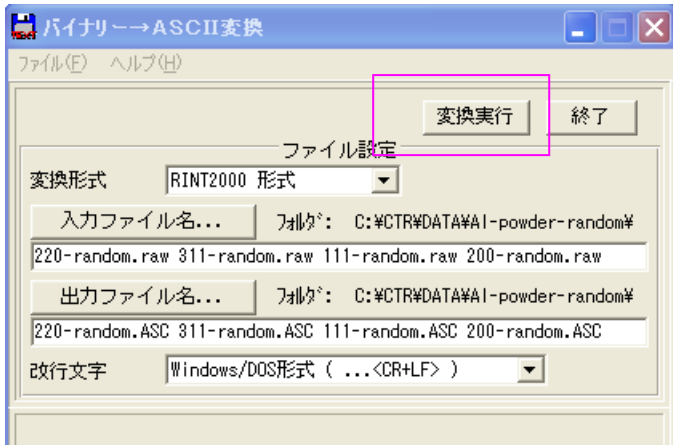 バイナリー→ASCII変換
ファイル(F) ヘルプ(H)
変換実行 終了
ファイル設定
変換形式 RINT2000 形式
入力ファイル名... フォルダ: C:¥CTR¥DATA¥Al-powder-random¥
220-random.raw 311-random.raw 111-random.raw 200-random.raw
出力ファイル名... フォルダ: C:¥CTR¥DATA¥Al-powder-random¥
220-random.ASC 311-random.ASC 111-random.ASC 200-random.ASC
改行文字 Windows/DOS形式 ( ...<CR+LF> )